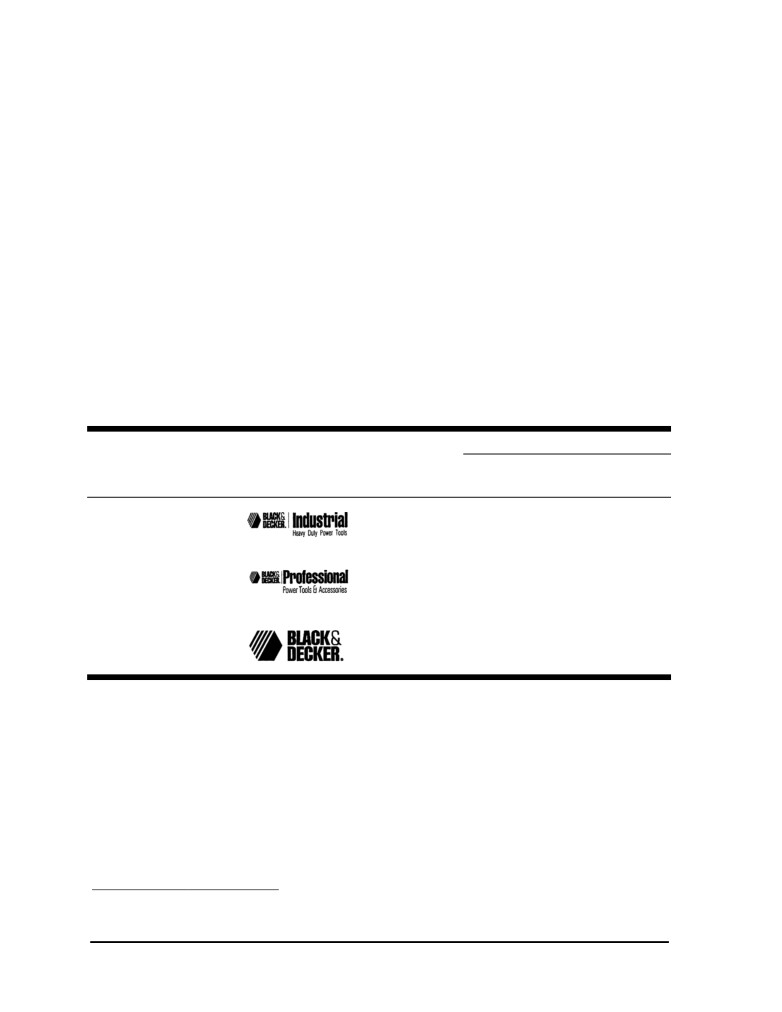 BLACK& DECKER. Industrial
Heavy Duty Power Tools
BLACK& DECKER. Professional
Power Tools & Accessories
BLACK&
DECKER.